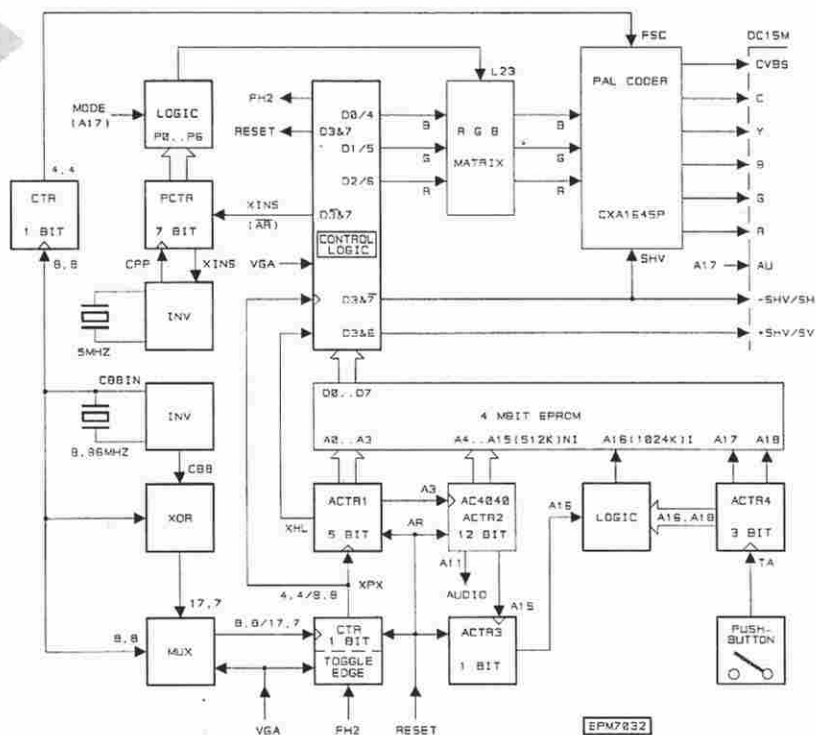 FSC
DC15M
L23
CVBS
PAL CODER
C
Y
B
G
R
CXA1645P
MODE
(A17)
LOGIC
P0..P6
FH2
RESET
D0/4
D3&7
D1/5
D2/6
B
G
R
R G B
MATRIX
B
G
R
4,4
CTR
1 BIT
8,8
PCTR
7 BIT
XINS
(AR)
D3&7
CONTROL
LOGIC
CPP
XINS
VGA
SHV
A17
AU
INV
5MHZ
D3&7
-SHV/SH
D3&6
+SHV/SV
C88IN
INV
8,86MHZ
C88
D0..D7
4 MBIT EPROM
A0..A3
A4..A15(512K)NI
A16(1024K)I
A17
A18
XOR
XHL
ACTR1
5 BIT
A3
AR
AC4040
ACTR2
12 BIT
A16
LOGIC
A16,A18
ACTR4
3 BIT
XPX
4,4/8,8
A11
AUDIO
A15
TA
17,7
8,8
MUX
8,8/17,7
CTR
1 BIT
TOGGLE
EDGE
ACTR3
1 BIT
PUSH-
BUTTON
VGA
FH2
RESET
EPM7032